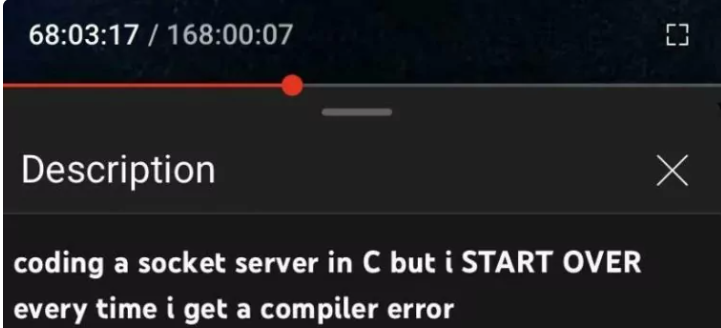 68:03:17 / 168:00:07
Description
coding a socket server in C but i START OVER
every time i get a compiler error